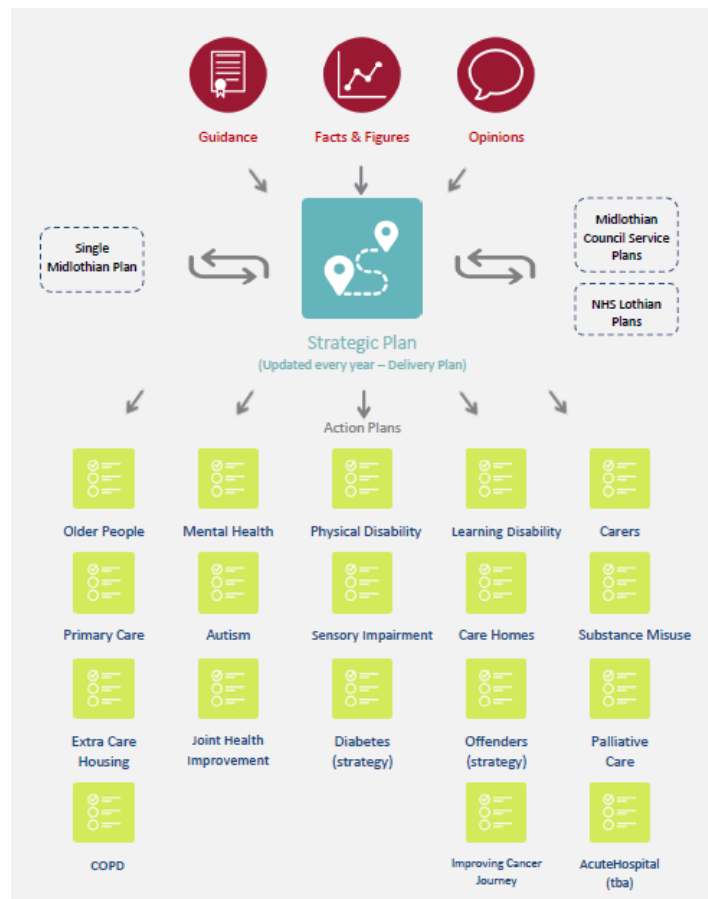 Guidance
Facts & Figures
Opinions
Single
Midlothian Plan
Midlothian
Council Service
Plans
NHS Lothian
Plans
Strategic Plan
(Updated every year – Delivery Plan)
Action Plans
Older People
Mental Health
Physical Disability
Learning Disability
Carers
Primary Care
Autism
Sensory Impairment
Care Homes
Substance Misuse
Extra Care
Housing
Joint Health
Improvement
Diabetes
(strategy)
Offenders
(strategy)
Palliative
Care
COPD
Improving Cancer
Journey
AcuteHospital
(tba)